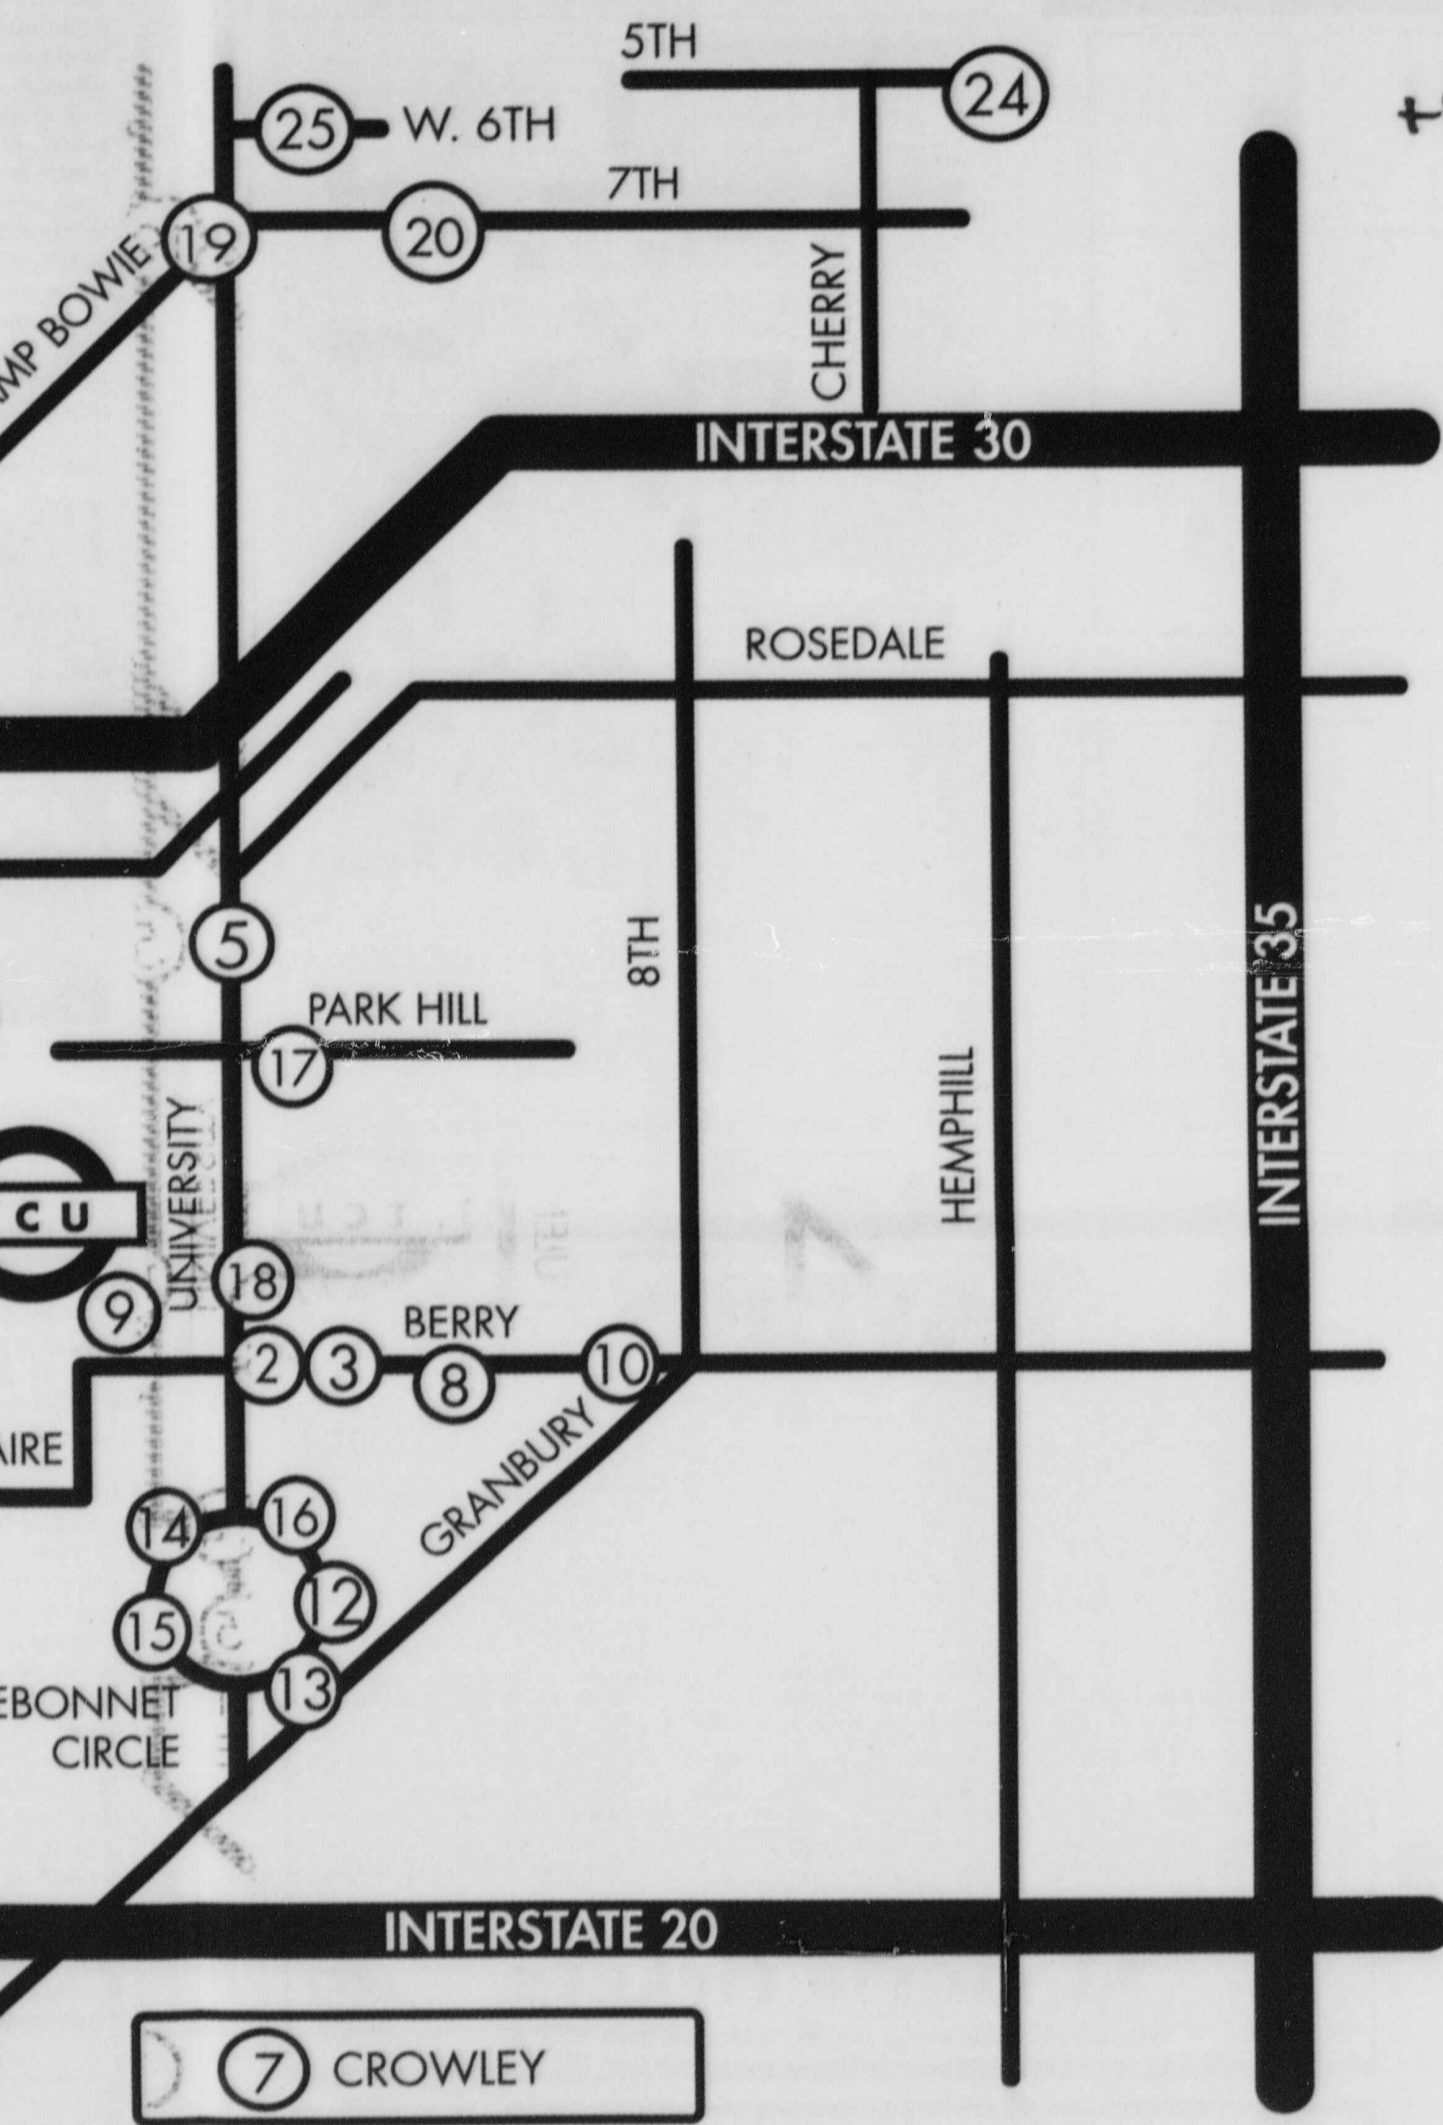 5TH
24
25 W. 6TH
7TH
19
20
AMP BOWIE
CHERRY
INTERSTATE 30
ROSEDALE
5
8TH
PARK HILL
17
INTERSTATE 35
HEMPHILL
UNIVERSITY
C U
18
9
BERRY
2
3
8
10
AIRE
GRANBURY
14
16
12
15
13
EBONNET
CIRCLE
INTERSTATE 20
7 CROWLEY